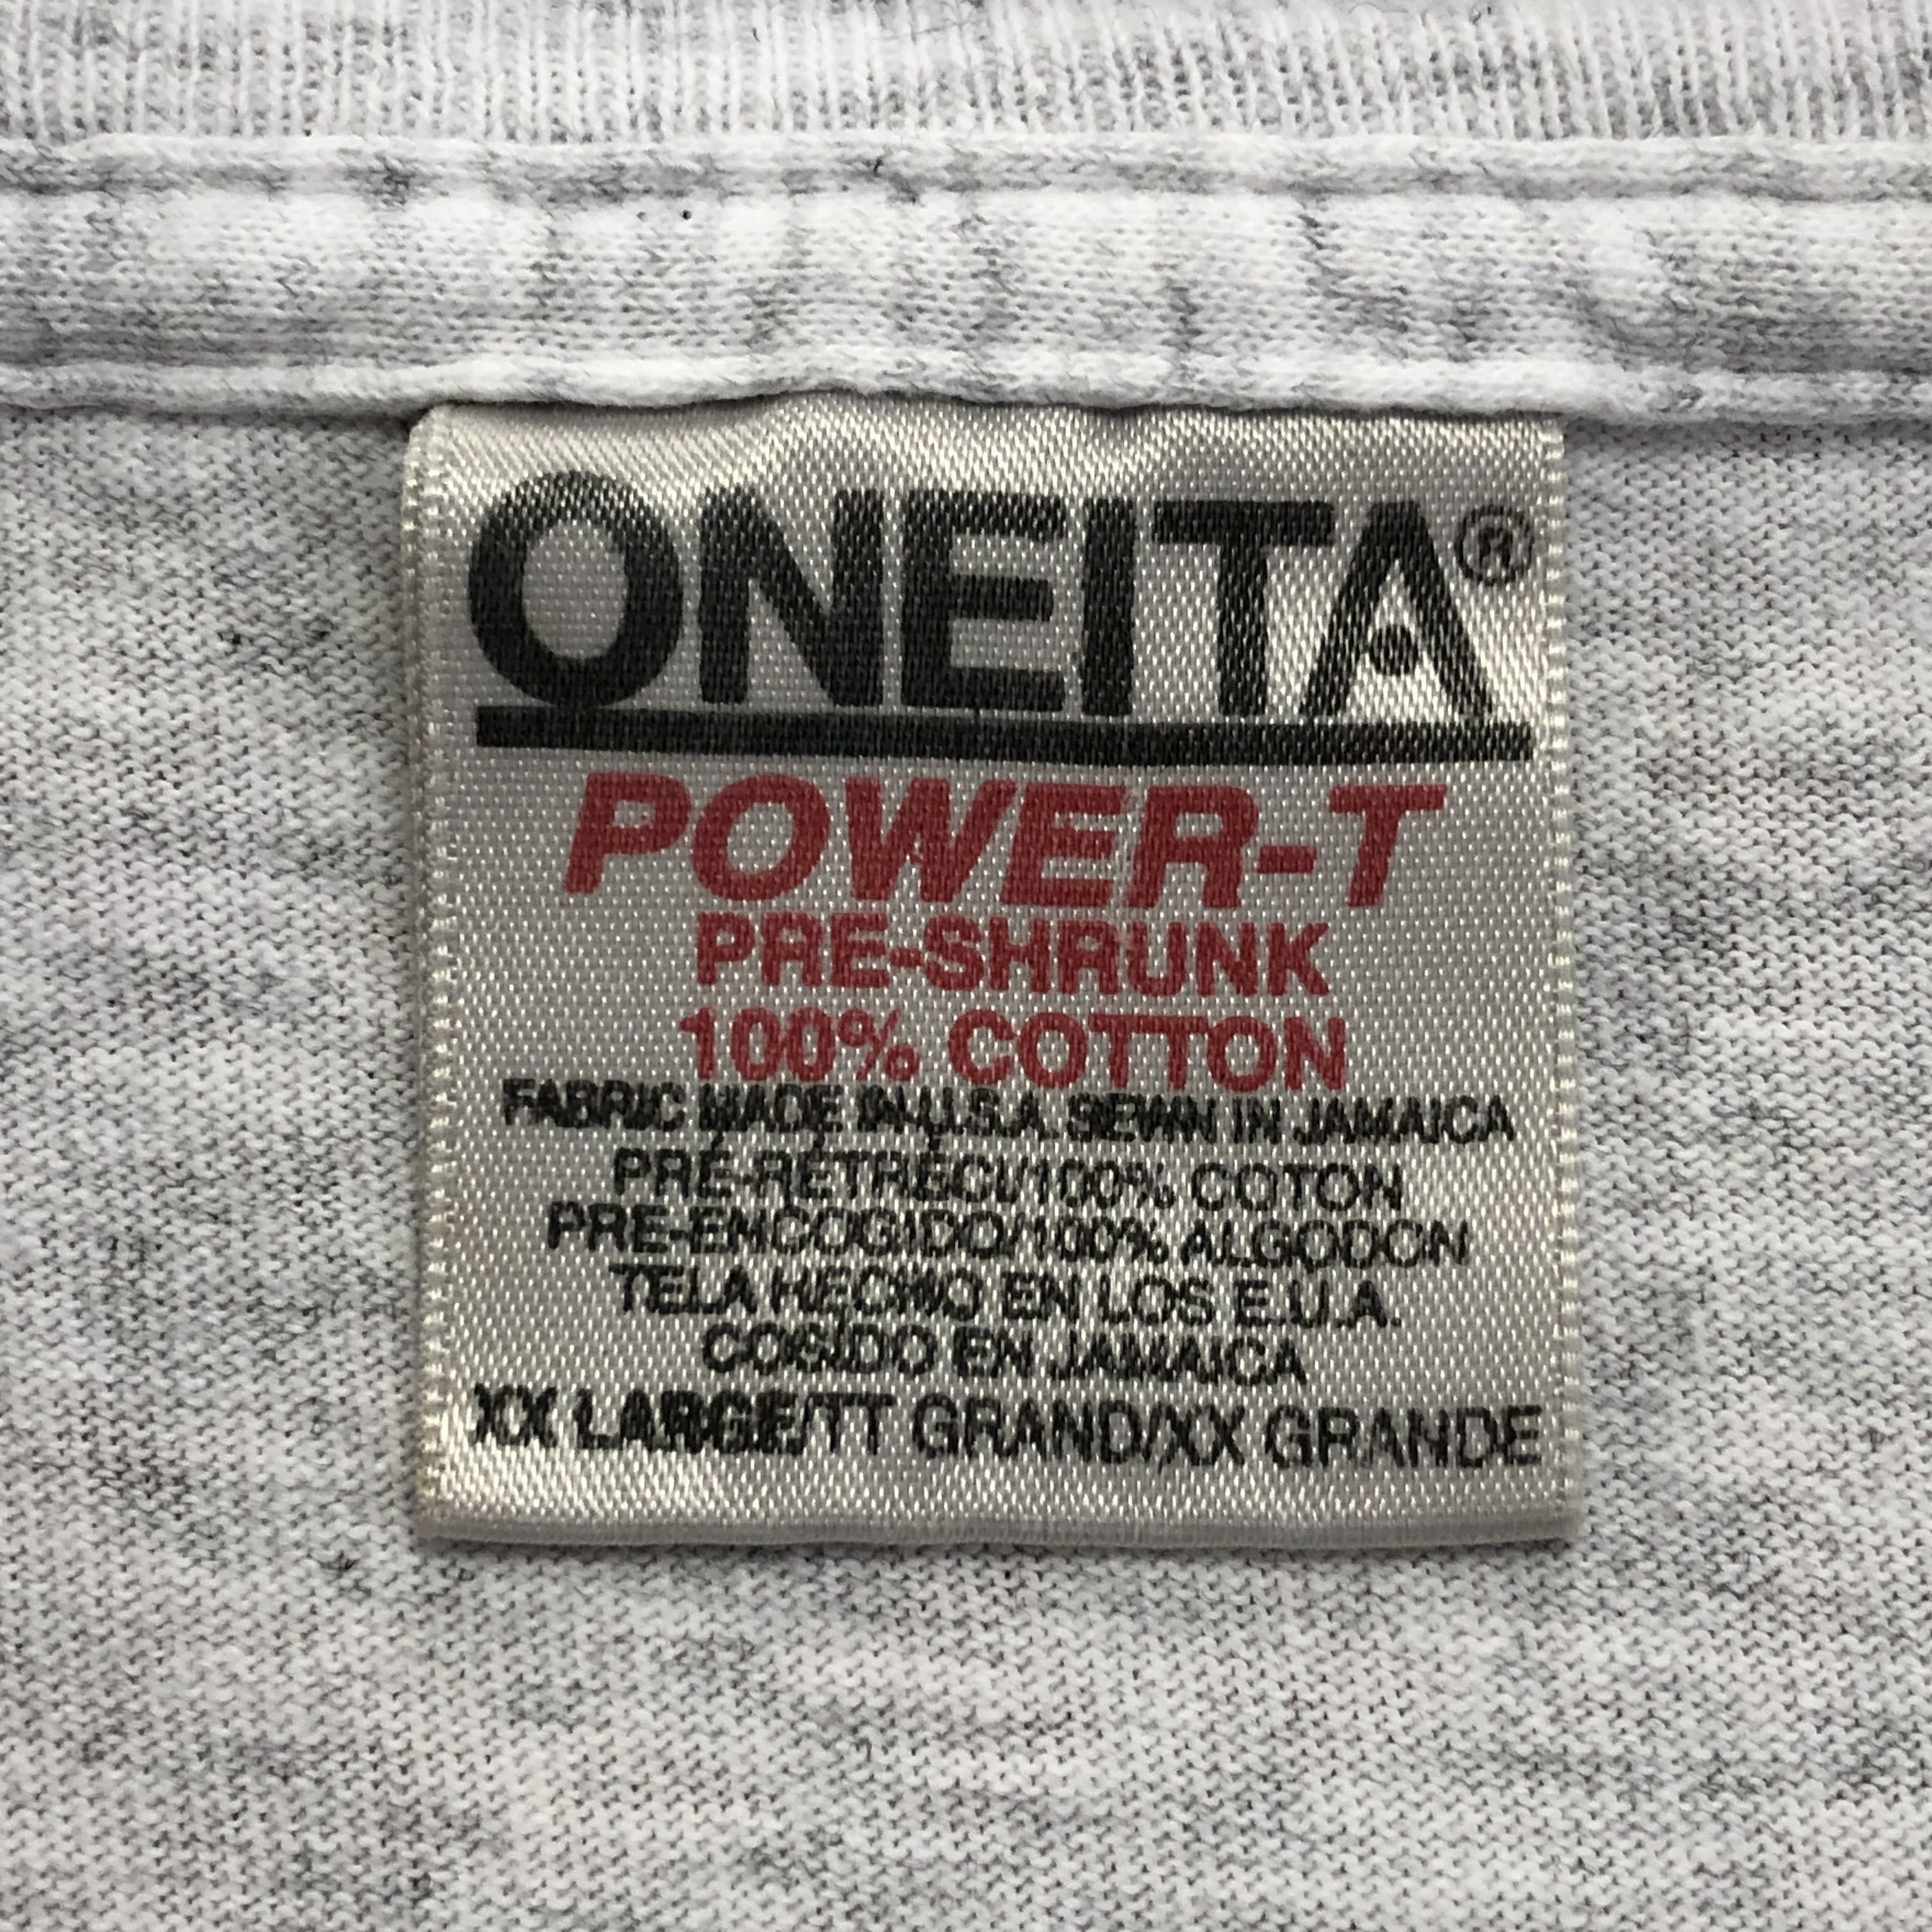 ONEITA®
POWER-T
PRE-SHRUNK
100% COTTON
FABRIC MADE IN U.S.A. SEWN IN JAMAICA
PRÉ-RÉTRÉCI/100% COTON
PRE-ENCOGIDO/100% ALGODON
TELA HECHO EN LOS E.U.A.
COSIDO EN JAMAICA
XX LARGE/TT GRAND/XX GRANDE